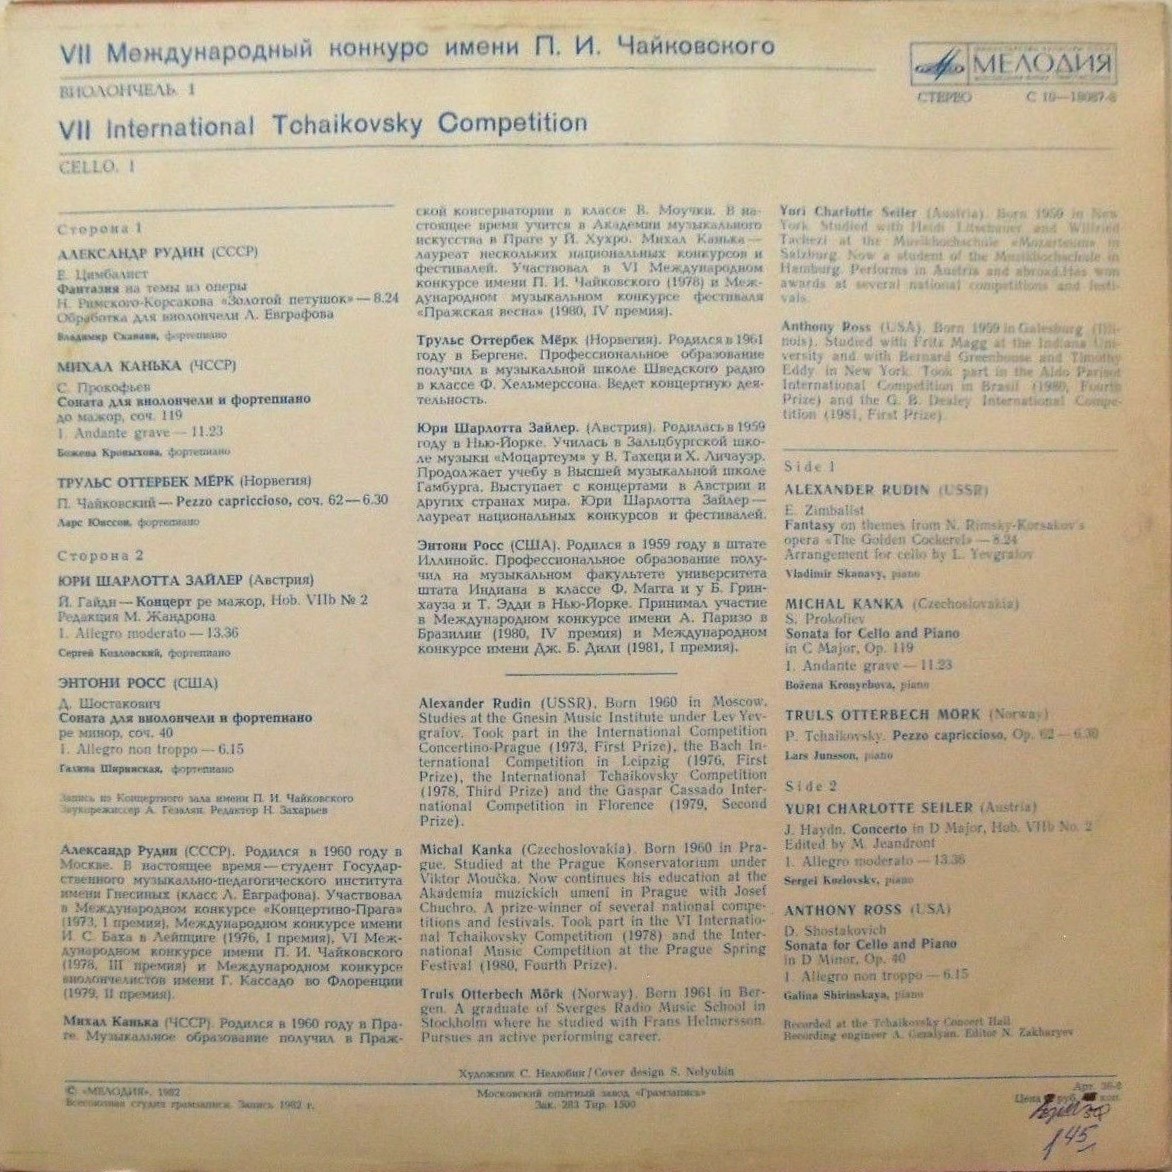 VII Международный конкурс имени П. И. Чайковского
ВИОЛОНЧЕЛЬ. 1
VII International Tchaikovsky Competition
CELLO. 1
МЕЛОДИЯ
СТЕРЕО С 10—18087-8
Сторона 1
АЛЕКСАНДР РУДИН (СССР)
Е. Цимбалист
Фантазия на темы из оперы
Н. Римского-Корсакова «Золотой петушок» — 8.24
Обработка для виолончели Л. Евграфова
Владимир Сканави, фортепиано
МИХАЛ КАНЬКА (ЧССР)
С. Прокофьев
Соната для виолончели и фортепиано
до мажор, соч. 119
1. Andante grave — 11.23
Божена Кроныхова, фортепиано
ТРУЛЬС ОТТЕРБЕК МЁРК (Норвегия)
П. Чайковский — Pezzo capriccioso, соч. 62 — 6.30
Ларс Юнссон, фортепиано
Сторона 2
ЮРИ ШАРЛОТТА ЗАЙЛЕР (Австрия)
Й. Гайдн — Концерт ре мажор, Hob. VIIb № 2
Редакция М. Жандрона
1. Allegro moderato — 13.36
Сергей Козловский, фортепиано
ЭНТОНИ РОСС (США)
Д. Шостакович
Соната для виолончели и фортепиано
ре минор, соч. 40
1. Allegro non troppo — 6.15
Галина Ширинская, фортепиано
Запись из Концертного зала имени П. И. Чайковского
Звукорежиссер А. Гезалян. Редактор Н. Захарьев
Александр Рудин (СССР). Родился в 1960 году в
Москве. В настоящее время — студент Государ-
ственного музыкально-педагогического института
имени Гнесиных (класс Л. Евграфова). Участвовал
в Международном конкурсе «Концертино-Прага»
(1973, I премия), Международном конкурсе имени
И. С. Баха в Лейпциге (1976, I премия), VI Меж-
дународном конкурсе имени П. И. Чайковского
(1978, III премия) и Международном конкурсе
виолончелистов имени Г. Кассадо во Флоренции
(1979, II премия).
Михал Канька (ЧССР). Родился в 1960 году в Пра-
ге. Музыкальное образование получил в Праж-
ской консерватории в классе В. Моучки. В на-
стоящее время учится в Академии музыкального
искусства в Праге у Й. Хухро. Михал Канька —
лауреат нескольких национальных конкурсов и
фестивалей. Участвовал в VI Международном
конкурсе имени П. И. Чайковского (1978) и Меж-
дународном музыкальном конкурсе фестиваля
«Пражская весна» (1980, IV премия).
Трульс Оттербек Мёрк (Норвегия). Родился в 1961
году в Бергене. Профессиональное образование
получил в музыкальной школе Шведского радио
в классе Ф. Хельмерссона. Ведет концертную дея-
тельность.
Юри Шарлотта Зайлер. (Австрия). Родилась в 1959
году в Нью-Йорке. Училась в Зальцбургской шко-
ле музыки «Моцартеум» у В. Тахеци и Х. Личауэр.
Продолжает учебу в Высшей музыкальной школе
Гамбурга. Выступает с концертами в Австрии и
других странах мира. Юри Шарлотта Зайлер —
лауреат национальных конкурсов и фестивалей.
Энтони Росс (США). Родился в 1959 году в штате
Иллинойс. Профессиональное образование полу-
чил на музыкальном факультете университета
штата Индиана в классе Ф. Магга и у Б. Грин-
хауза и Т. Эдди в Нью-Йорке. Принимал участие
в Международном конкурсе имени А. Паризо в
Бразилии (1980, IV премия) и Международном
конкурсе имени Дж. Б. Дили (1981, I премия).
Alexander Rudin (USSR). Born 1960 in Moscow.
Studies at the Gnesin Music Institute under Lev Yev-
grafov. Took part in the International Competition
Concertino-Prague (1973, First Prize), the Bach In-
ternational Competition in Leipzig (1976, First
Prize), the International Tchaikovsky Competition
(1978, Third Prize) and the Gaspar Cassado Inter-
national Competition in Florence (1979, Second
Prize).
Michal Kanka (Czechoslovakia). Born 1960 in Pra-
gue. Studied at the Prague Konservatorium under
Viktor Moučka. Now continues his education at the
Akademia muzickich umeni in Prague with Josef
Chuchro. A prize-winner of several national compe-
titions and festivals. Took part in the VI Internatio-
nal Tchaikovsky Competition (1978) and the Inter-
national Music Competition at the Prague Spring
Festival (1980, Fourth Prize).
Truls Otterbech Mörk (Norway). Born 1961 in Ber-
gen. A graduate of Sverges Radio Music School in
Stockholm where he studied with Frans Helmersson.
Pursues an active performing career.
Yuri Charlotte Seiler (Austria). Born 1959 in New
York. Studied with Heidi Litschauer and Wilfried
Tachezi at the Musikhochschule «Mozarteum» in
Salzburg. Now a student of the Musikhochschule in
Hamburg. Performs in Austria and abroad. Has won
awards at several national competitions and festi-
vals.
Anthony Ross (USA). Born 1959 in Galesburg (Illi-
nois). Studied with Fritz Magg at the Indiana Uni-
versity and with Bernard Greenhouse and Timothy
Eddy in New York. Took part in the Aldo Parisot
International Competition in Brasil (1980, Fourth
Prize) and the G. B. Dealey International Compe-
tition (1981, First Prize).
Side 1
ALEXANDER RUDIN (USSR)
E. Zimbalist
Fantasy on themes from N. Rimsky-Korsakov's
opera «The Golden Cockerel» — 8.24
Arrangement for cello by L. Yevgrafov
Vladimir Skanavy, piano
MICHAL KANKA (Czechoslovakia)
S. Prokofiev
Sonata for Cello and Piano
in C Major, Op. 119
1. Andante grave — 11.23
Božena Kronychova, piano
TRULS OTTERBECH MÖRK (Norway)
P. Tchaikovsky. Pezzo capriccioso, Op. 62 — 6.30
Lars Junsson, piano
Side 2
YURI CHARLOTTE SEILER (Austria)
J. Haydn. Concerto in D Major, Hob. VIIb No. 2
Edited by M. Jeandront
1. Allegro moderato — 13.36
Sergei Kozlovsky, piano
ANTHONY ROSS (USA)
D. Shostakovich
Sonata for Cello and Piano
in D Minor, Op. 40
1. Allegro non troppo — 6.15
Galina Shirinskaya, piano
Recorded at the Tchaikovsky Concert Hall
Recording engineer A. Gezalyan. Editor N. Zakharyev
Художник С. Нелюбин / Cover design S. Nelyubin
© «МЕЛОДИЯ», 1982
Всесоюзная студия грамзаписи. Запись 1982 г.
Московский опытный завод «Грамзапись»
Зак. 283 Тир. 1500
Арт. 36-8
Цена руб. коп.
1 45